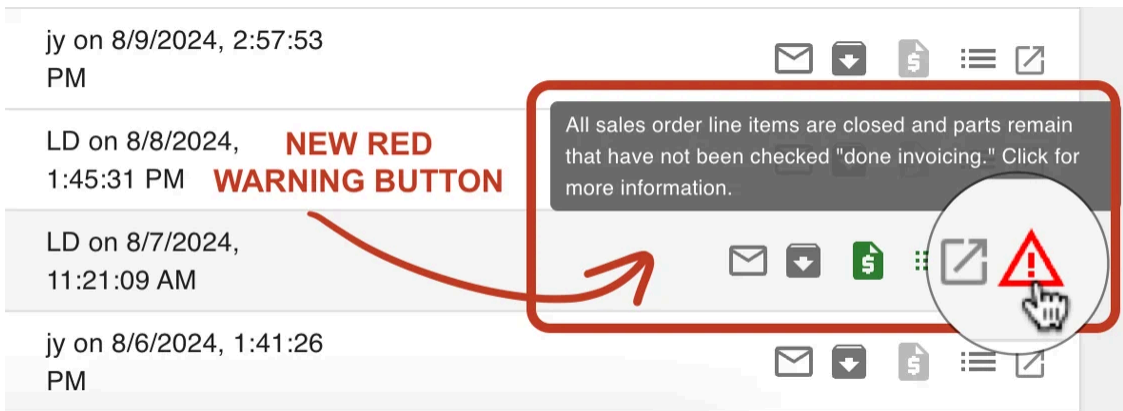 jy on 8/9/2024, 2:57:53
PM
LD on 8/8/2024,
1:45:31 PM
NEW RED
WARNING BUTTON
All sales order line items are closed and parts remain
that have not been checked "done invoicing." Click for
more information.
LD on 8/7/2024,
11:21:09 AM
jy on 8/6/2024, 1:41:26
PM